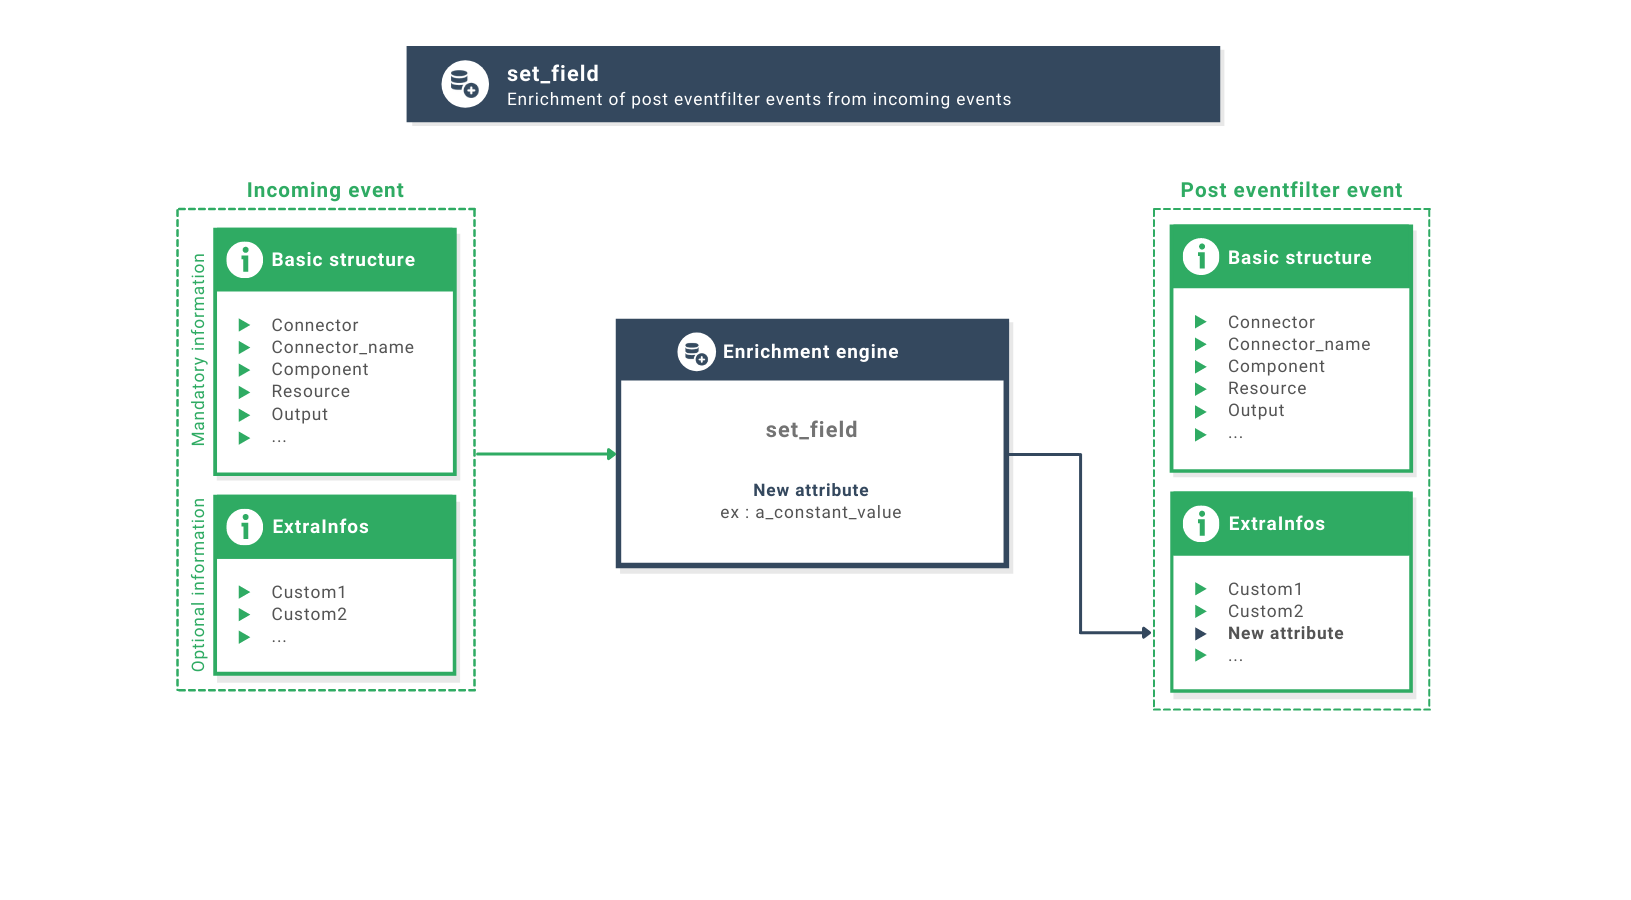 set_field
Enrichment of post eventfilter events from incoming events
Incoming event
Mandatory information
Basic structure
Connector
Connector_name
Component
Resource
Output
...
Optional information
ExtraInfos
Custom1
Custom2
...
Enrichment engine
set_field
New attribute
ex : a_constant_value
Post eventfilter event
Basic structure
Connector
Connector_name
Component
Resource
Output
...
ExtraInfos
Custom1
Custom2
New attribute
...